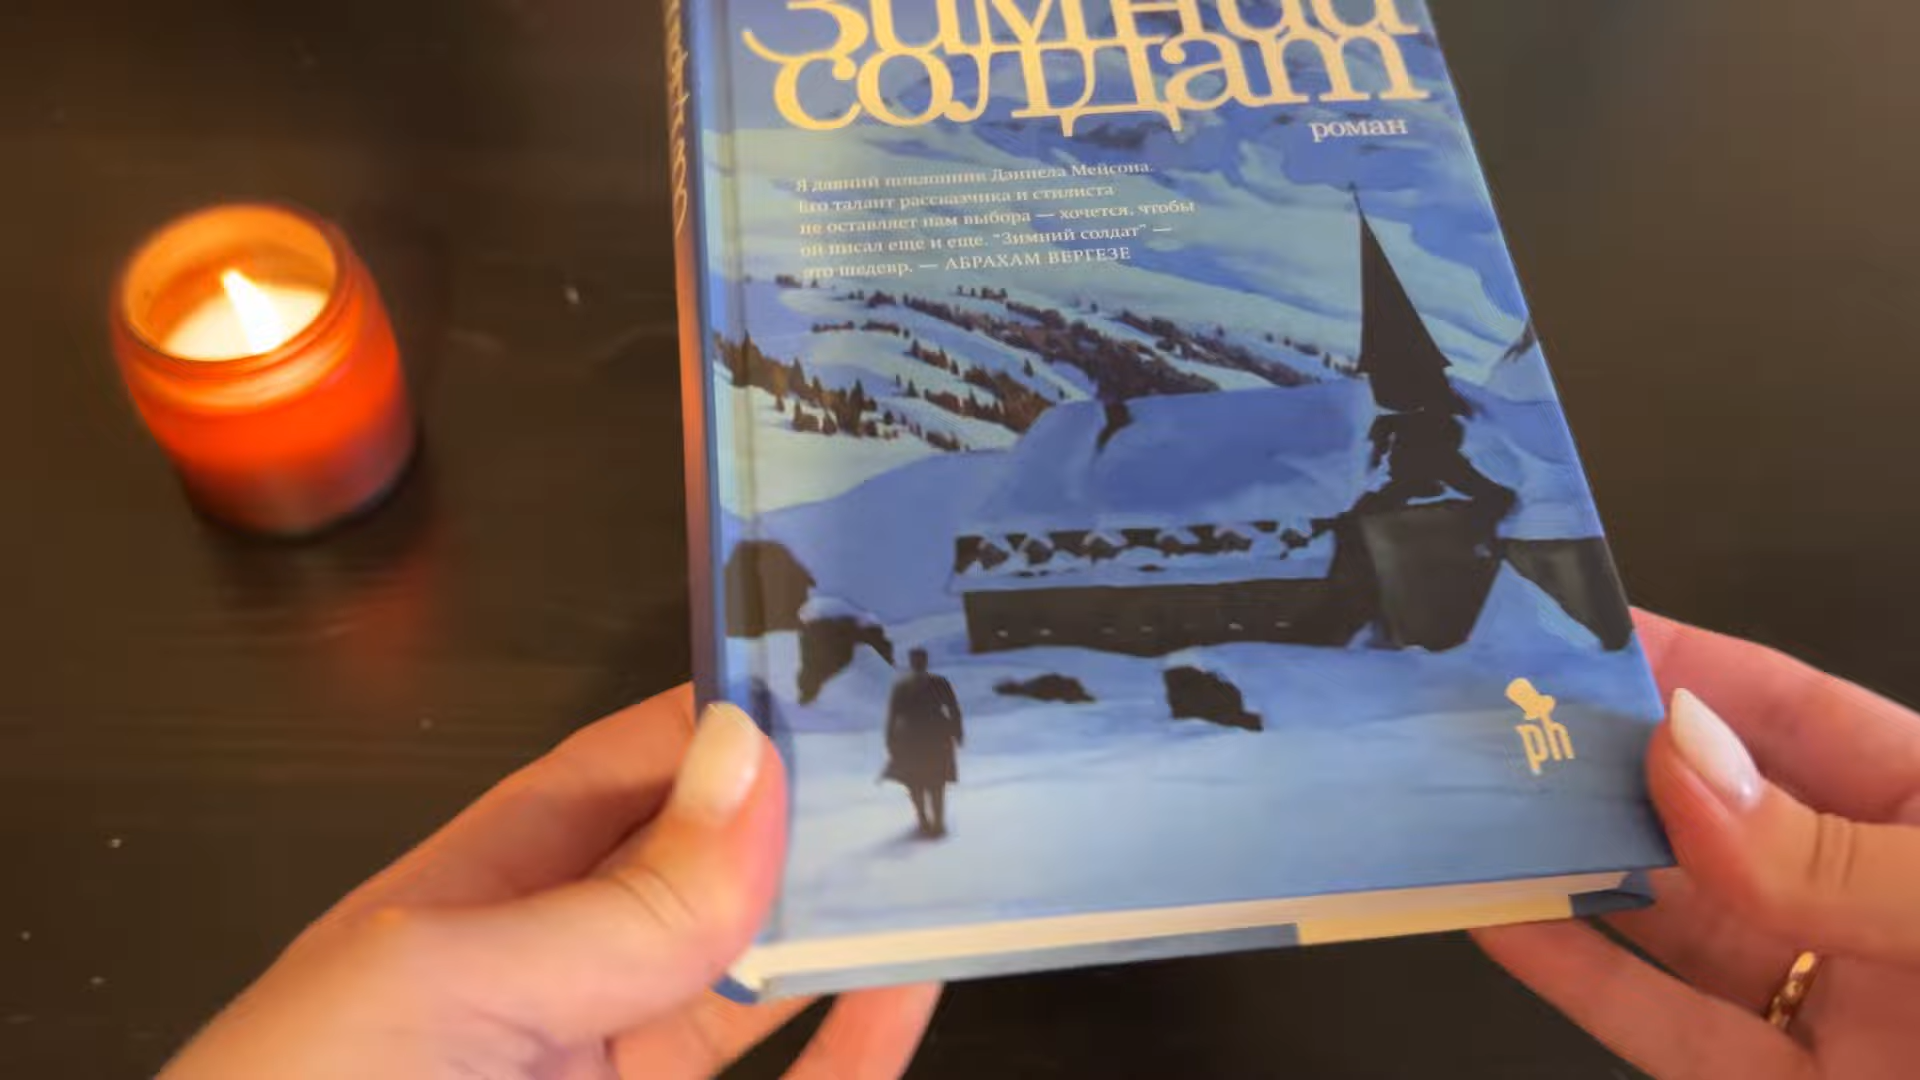 зимний
солдат
роман
Я давний поклонник Дэниела Мейсона.
Его талант рассказчика и стилиста
не оставляет нам выбора — хочется, чтобы
он писал еще и еще. "Зимний солдат" —
это шедевр. — АБРАХАМ ВЕРГЕЗЕ
ph